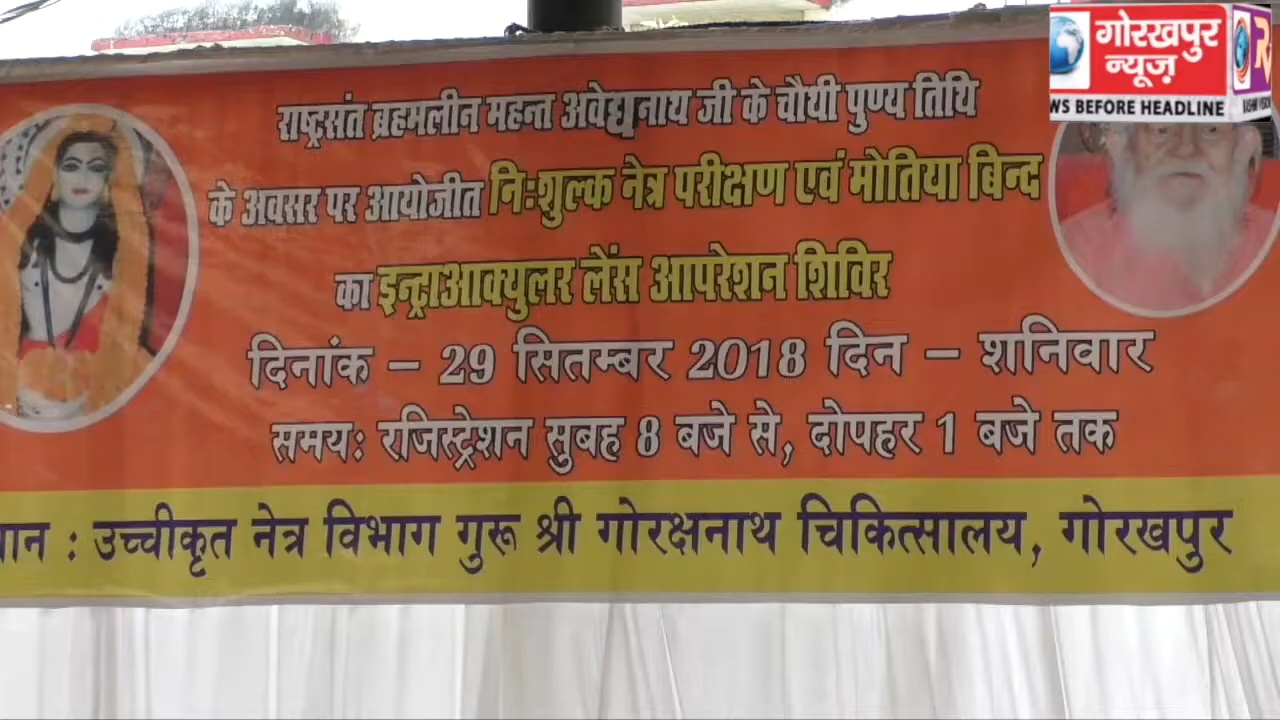 गोरखपुर
न्यूज़
WS BEFORE HEADLINE
राष्ट्रसंत ब्रहमलीन महन्त अवेद्यनाथ जी के चौथी पुण्य तिथि
के अवसर पर आयोजीत निःशुल्क नेत्र परीक्षण एवं मोतिया बिन्द
का इन्ट्राआक्युलर लेंस आपरेशन शिविर
दिनांक – 29 सितम्बर 2018 दिन – शनिवार
समयः रजिस्ट्रेशन सुबह 8 बजे से, दोपहर 1 बजे तक
: उच्चीकृत नेत्र विभाग गुरू श्री गोरक्षनाथ चिकित्सालय, गोरखपुर